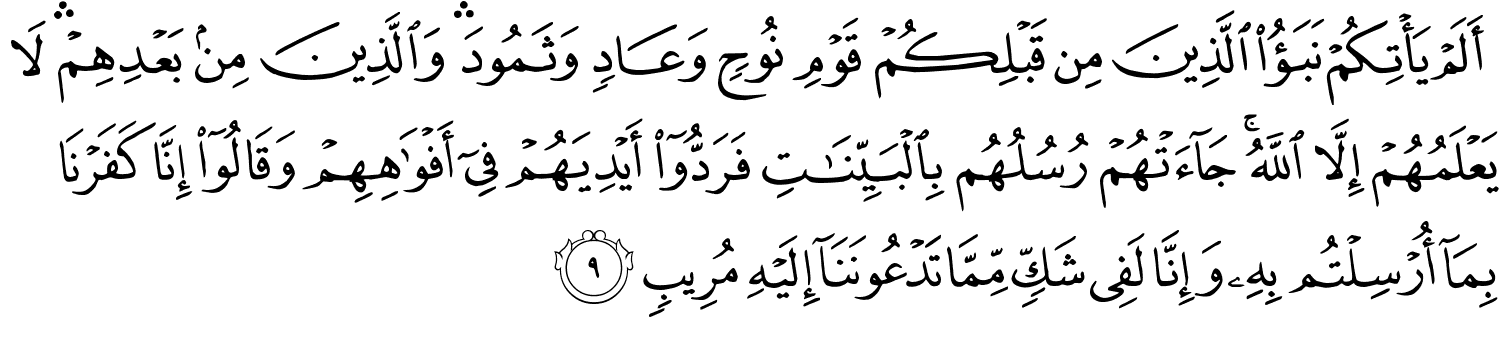 أَلَمْ يَأْتِكُمْ نَبَؤُا۟ ٱلَّذِينَ مِن قَبْلِكُمْ قَوْمِ نُوحٍ وَعَادٍ وَثَمُودَ ۛ وَٱلَّذِينَ مِنۢ بَعْدِهِمْ ۛ لَا
يَعْلَمُهُمْ إِلَّا ٱللَّهُ ۚ جَآءَتْهُمْ رُسُلُهُم بِٱلْبَيِّنَـٰتِ فَرَدُّوٓا۟ أَيْدِيَهُمْ فِىٓ أَفْوَٰهِهِمْ وَقَالُوٓا۟ إِنَّا كَفَرْنَا
بِمَآ أُرْسِلْتُم بِهِۦ وَإِنَّا لَفِى شَكٍّ مِّمَّا تَدْعُونَنَآ إِلَيْهِ مُرِيبٍ ٩